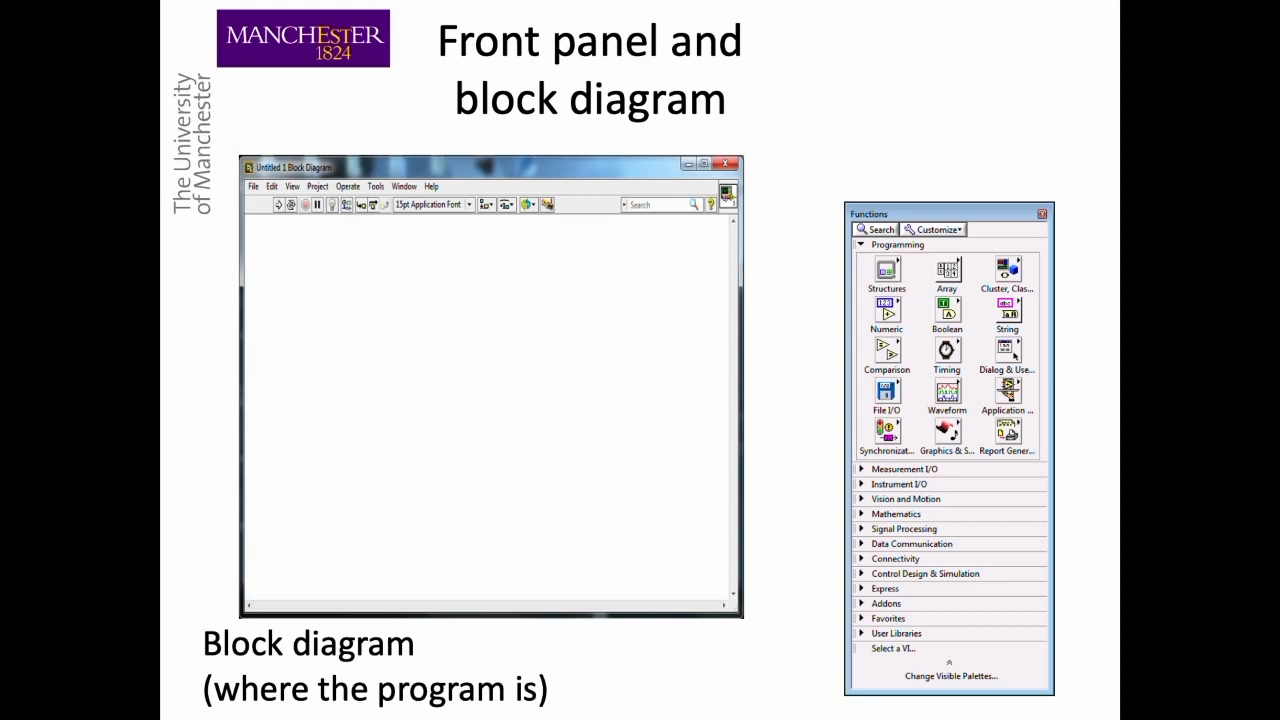 MANCHESTER
1824
The University
of Manchester
Front panel and
block diagram
Untitled 1 Block Diagram
File Edit View Project Operate Tools Window Help
15pt Application Font
Search
Functions
Search Customize
Programming
Structures Array Cluster, Clas...
Numeric Boolean String
Comparison Timing Dialog & Use...
File I/O Waveform Application ...
Synchronizat... Graphics & S... Report Gener...
Measurement I/O
Instrument I/O
Vision and Motion
Mathematics
Signal Processing
Data Communication
Connectivity
Control Design & Simulation
Express
Addons
Favorites
User Libraries
Select a VI...
Change Visible Palettes...
Block diagram
(where the program is)